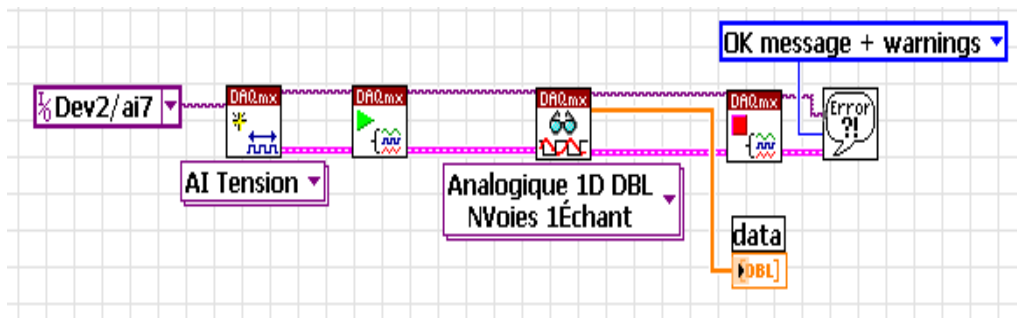 OK message + warnings
I/O Dev2/ai7
DAQmx
DAQmx
DAQmx
DAQmx
Error
?!
AI Tension
Analogique 1D DBL
NVoies 1Échant
data
DBL